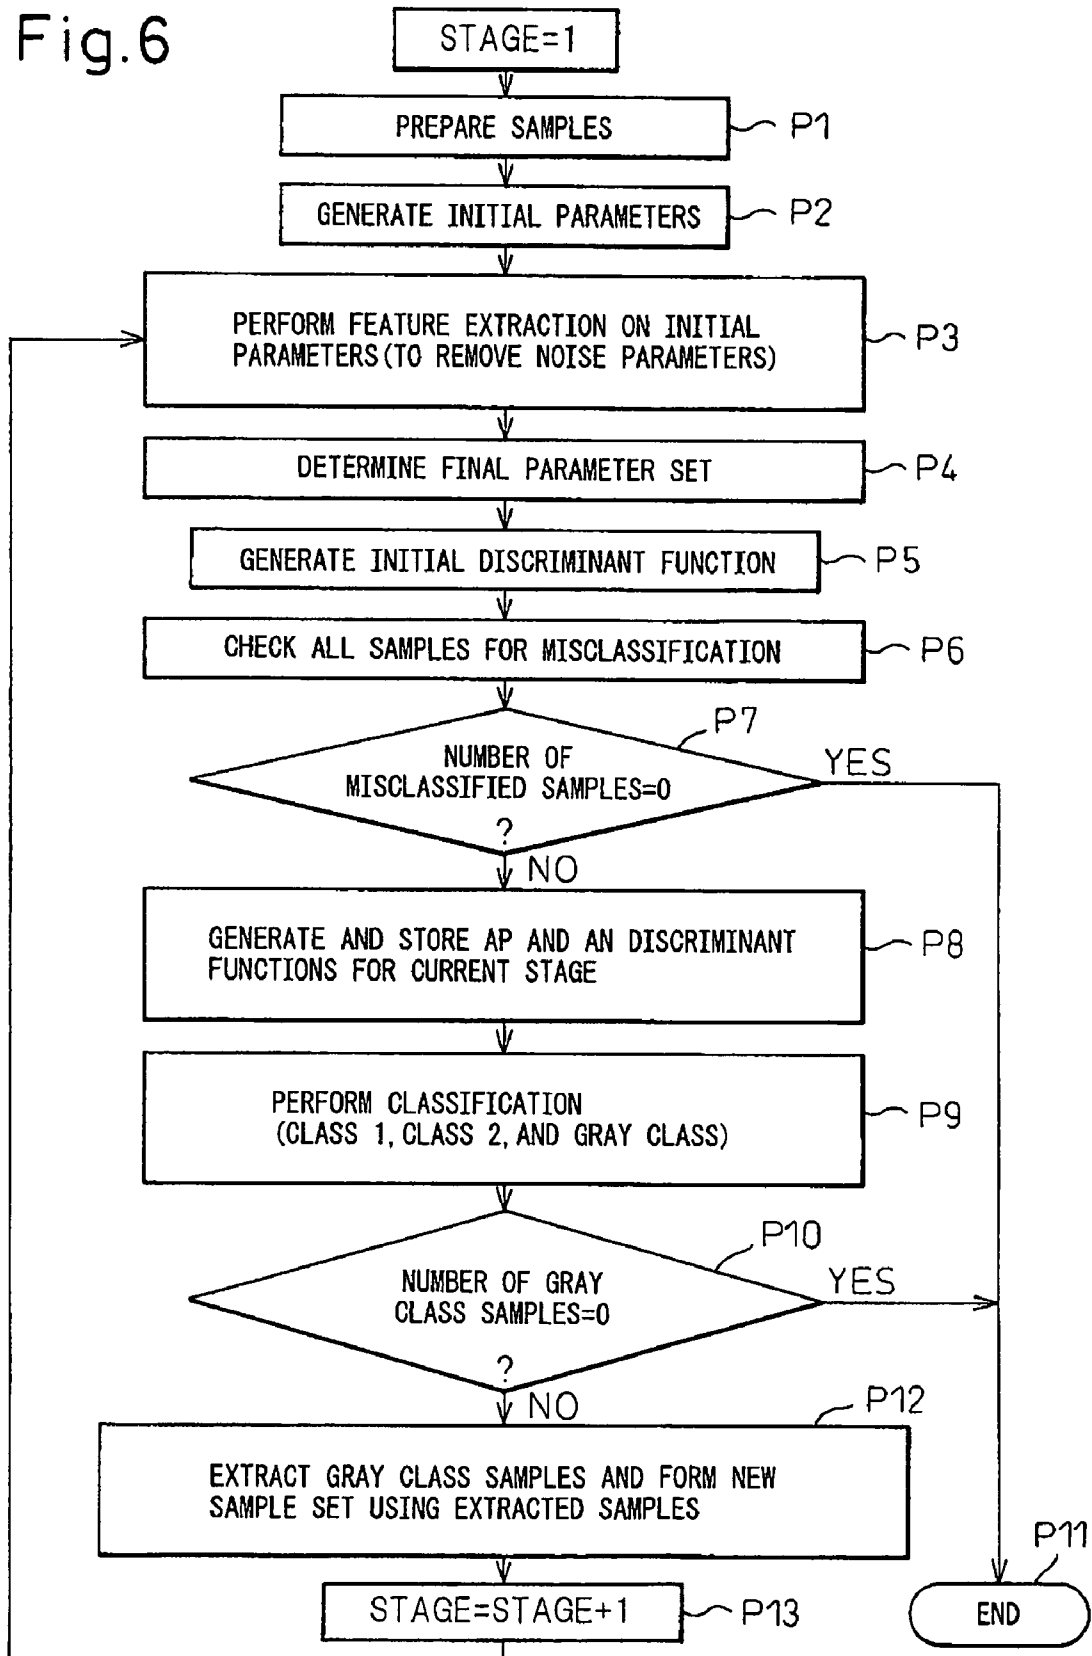 Fig.6
STAGE=1
PREPARE SAMPLES
P1
GENERATE INITIAL PARAMETERS
P2
PERFORM FEATURE EXTRACTION ON INITIAL
PARAMETERS(TO REMOVE NOISE PARAMETERS)
P3
DETERMINE FINAL PARAMETER SET
P4
GENERATE INITIAL DISCRIMINANT FUNCTION
P5
CHECK ALL SAMPLES FOR MISCLASSIFICATION
P6
P7
NUMBER OF
MISCLASSIFIED SAMPLES=0
?
YES
NO
GENERATE AND STORE AP AND AN DISCRIMINANT
FUNCTIONS FOR CURRENT STAGE
P8
PERFORM CLASSIFICATION
(CLASS 1, CLASS 2, AND GRAY CLASS)
P9
P10
NUMBER OF GRAY
CLASS SAMPLES=0
?
YES
NO
P12
EXTRACT GRAY CLASS SAMPLES AND FORM NEW
SAMPLE SET USING EXTRACTED SAMPLES
P11
END
STAGE=STAGE+1
P13